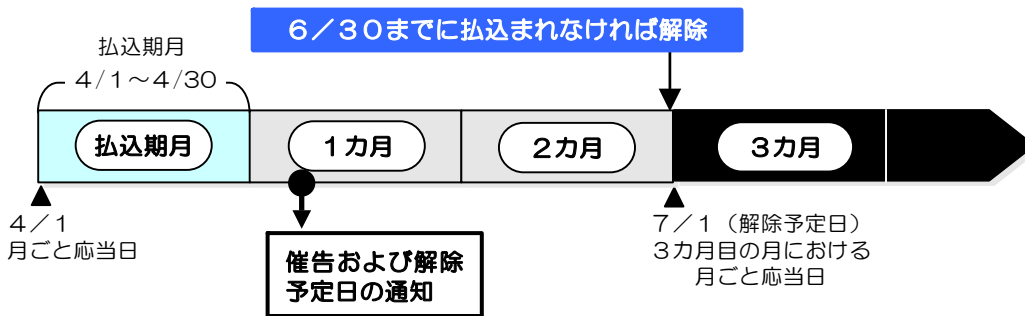 ６／３０までに払込まれなければ解除
払込期月
４/１～４/３０
払込期月
１カ月
２カ月
３カ月
４／１
月ごと応当日
催告および解除
予定日の通知
７／１（解除予定日）
３カ月目の月における
月ごと応当日